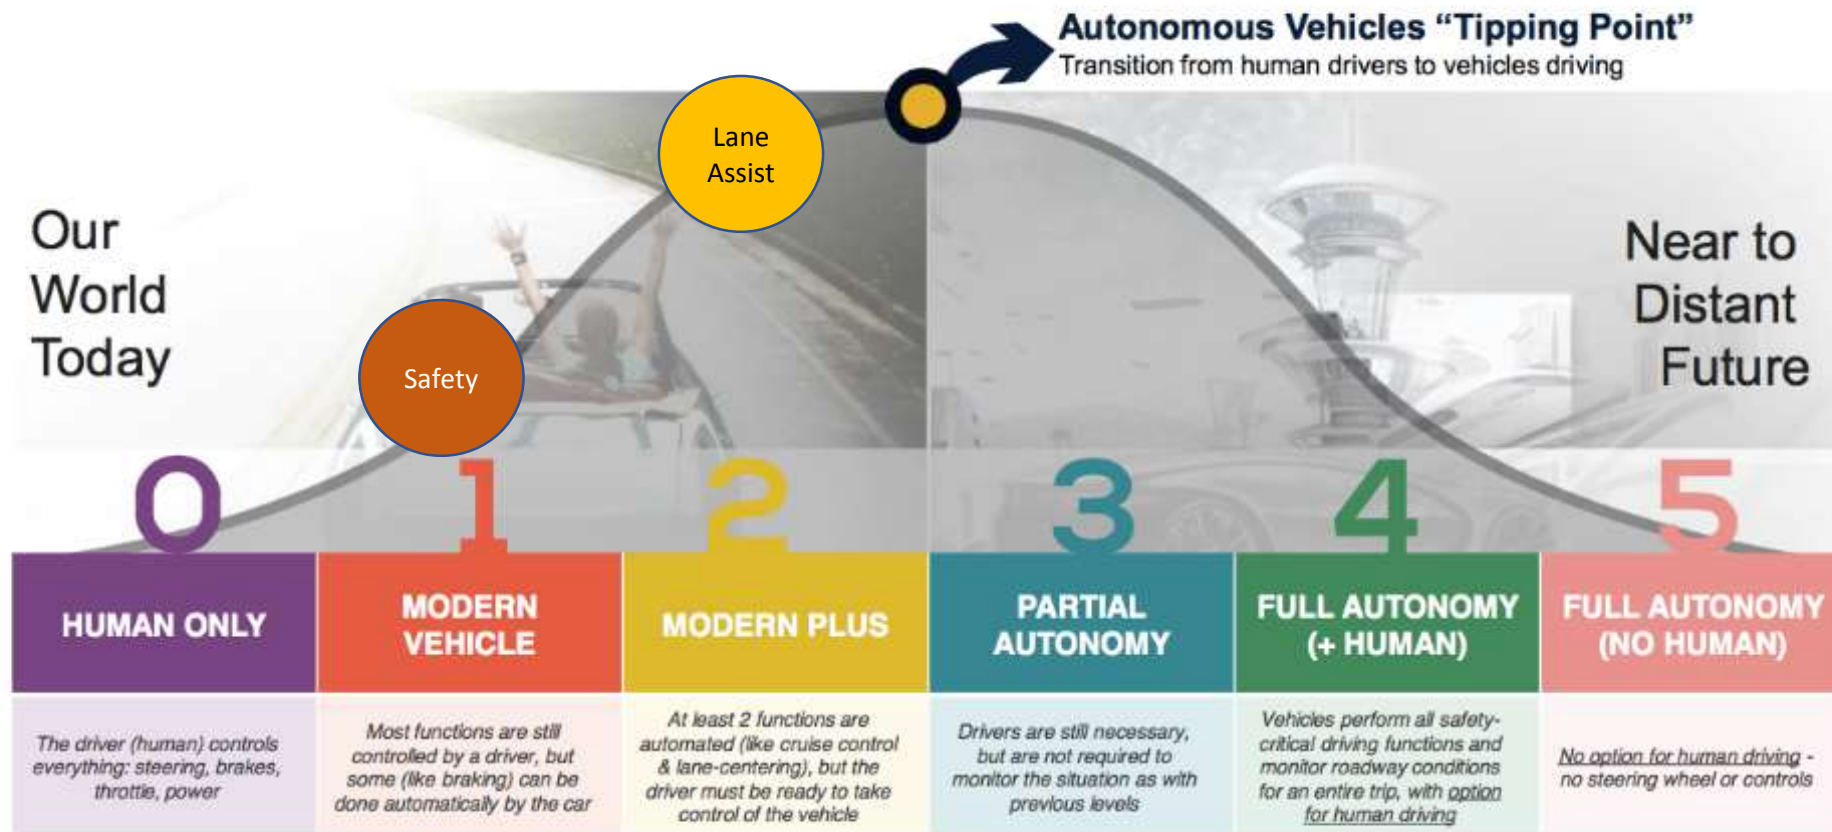 Autonomous Vehicles “Tipping Point”
Transition from human drivers to vehicles driving
Our
World
Today
Safety
Lane
Assist
Near to
Distant
Future
0
1
2
3
4
5
HUMAN ONLY
MODERN
VEHICLE
MODERN PLUS
PARTIAL
AUTONOMY
FULL AUTONOMY
(+ HUMAN)
FULL AUTONOMY
(NO HUMAN)
The driver (human) controls
everything: steering, brakes,
throttle, power
Most functions are still
controlled by a driver, but
some (like braking) can be
done automatically by the car
At least 2 functions are
automated (like cruise control
& lane-centering), but the
driver must be ready to take
control of the vehicle
Drivers are still necessary,
but are not required to
monitor the situation as with
previous levels
Vehicles perform all safety-
critical driving functions and
monitor roadway conditions
for an entire trip, with option
for human driving
No option for human driving -
no steering wheel or controls